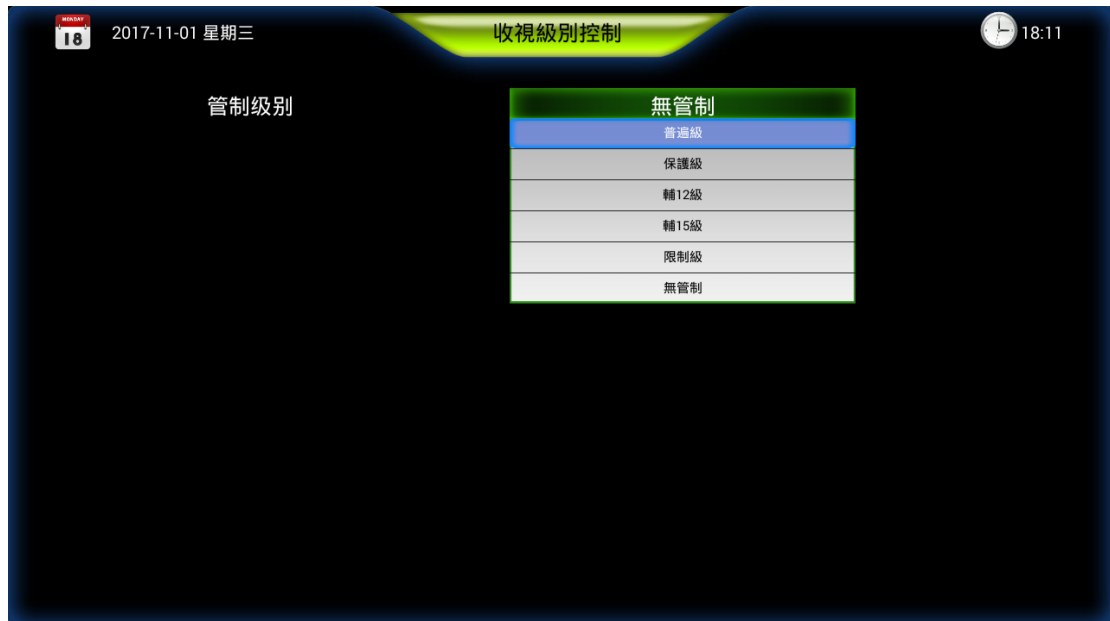 MONDAY
18
2017-11-01 星期三
收視級別控制
18:11
管制级别
無管制
普遍級
保護級
輔12級
輔15級
限制級
無管制